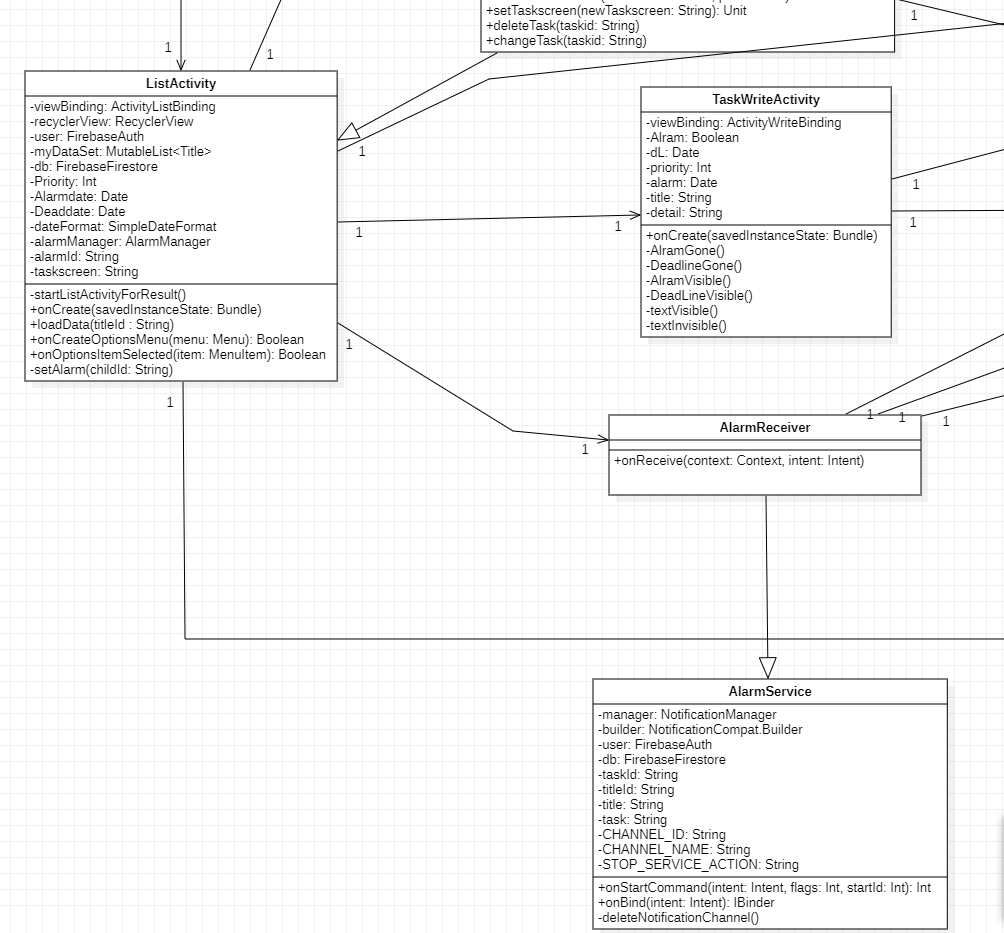 +setTaskscreen(newTaskscreen: String): Unit
+deleteTask(taskid: String)
+changeTask(taskid: String)
1
1
1
ListActivity
-viewBinding: ActivityListBinding
-recyclerView: RecyclerView
-user: FirebaseAuth
-myDataSet: MutableList<Title>
-db: FirebaseFirestore
-Priority: Int
-Alarmdate: Date
-Deaddate: Date
-dateFormat: SimpleDateFormat
-alarmManager: AlarmManager
-alarmId: String
-taskscreen: String
-startListActivityForResult()
+onCreate(savedInstanceState: Bundle)
+loadData(titleId : String)
+onCreateOptionsMenu(menu: Menu): Boolean
+onOptionsItemSelected(item: MenuItem): Boolean
-setAlarm(childId: String)
1
1
1
1
1
TaskWriteActivity
-viewBinding: ActivityWriteBinding
-Alram: Boolean
-dL: Date
-priority: Int
-alarm: Date
-title: String
-detail: String
+onCreate(savedInstanceState: Bundle)
-AlramGone()
-DeadlineGone()
-AlramVisible()
-DeadLineVisible()
-textVisible()
-textInvisible()
1
1
1
1
1
1
AlarmReceiver
+onReceive(context: Context, intent: Intent)
AlarmService
-manager: NotificationManager
-builder: NotificationCompat.Builder
-user: FirebaseAuth
-db: FirebaseFirestore
-taskId: String
-titleId: String
-title: String
-task: String
-CHANNEL_ID: String
-CHANNEL_NAME: String
-STOP_SERVICE_ACTION: String
+onStartCommand(intent: Intent, flags: Int, startId: Int): Int
+onBind(intent: Intent): IBinder
-deleteNotificationChannel()